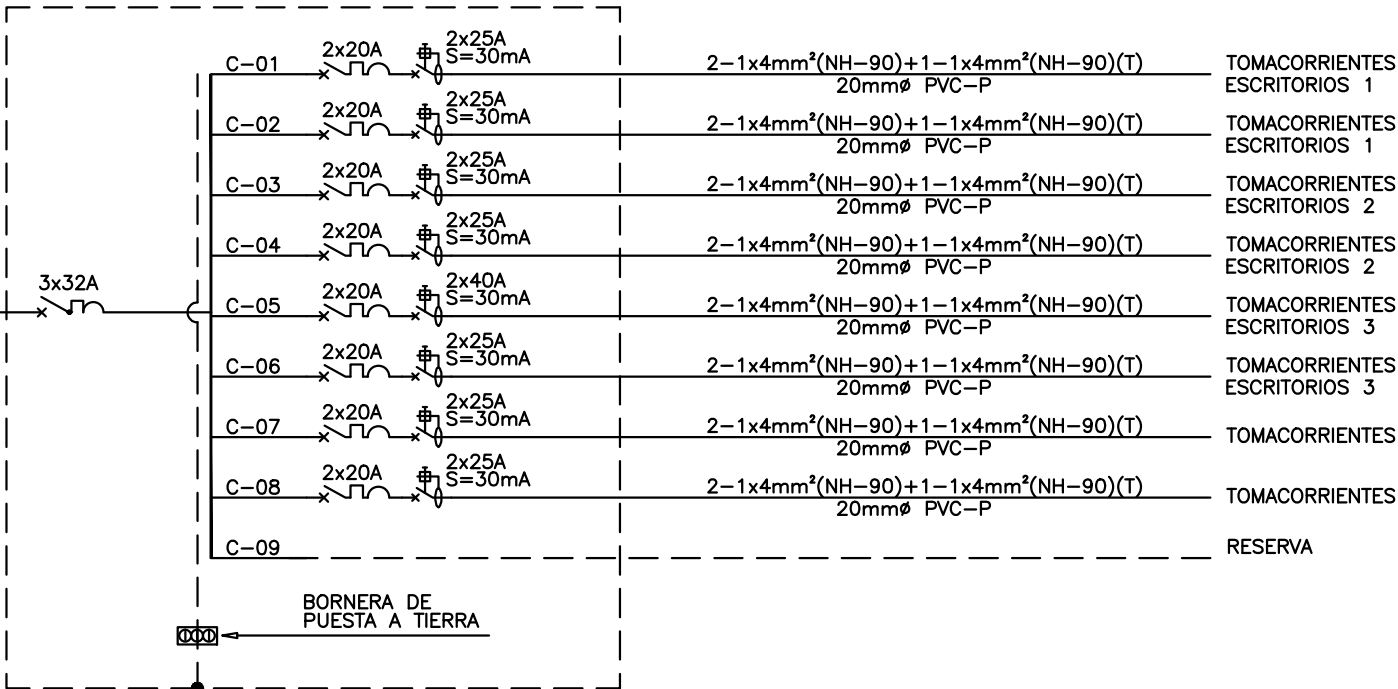 2x20A
2x25A
S=30mA
C-01
2-1x4mm²(NH-90)+1-1x4mm²(NH-90)(T)
20mmø PVC-P
TOMACORRIENTES
ESCRITORIOS 1
2x20A
2x25A
S=30mA
C-02
2-1x4mm²(NH-90)+1-1x4mm²(NH-90)(T)
20mmø PVC-P
TOMACORRIENTES
ESCRITORIOS 1
2x20A
2x25A
S=30mA
C-03
2-1x4mm²(NH-90)+1-1x4mm²(NH-90)(T)
20mmø PVC-P
TOMACORRIENTES
ESCRITORIOS 2
2x20A
2x25A
S=30mA
C-04
2-1x4mm²(NH-90)+1-1x4mm²(NH-90)(T)
20mmø PVC-P
TOMACORRIENTES
ESCRITORIOS 2
3x32A
2x20A
2x40A
S=30mA
C-05
2-1x4mm²(NH-90)+1-1x4mm²(NH-90)(T)
20mmø PVC-P
TOMACORRIENTES
ESCRITORIOS 3
2x20A
2x25A
S=30mA
C-06
2-1x4mm²(NH-90)+1-1x4mm²(NH-90)(T)
20mmø PVC-P
TOMACORRIENTES
ESCRITORIOS 3
2x20A
2x25A
S=30mA
C-07
2-1x4mm²(NH-90)+1-1x4mm²(NH-90)(T)
20mmø PVC-P
TOMACORRIENTES
2x20A
2x25A
S=30mA
C-08
2-1x4mm²(NH-90)+1-1x4mm²(NH-90)(T)
20mmø PVC-P
TOMACORRIENTES
C-09
RESERVA
BORNERA DE
PUESTA A TIERRA